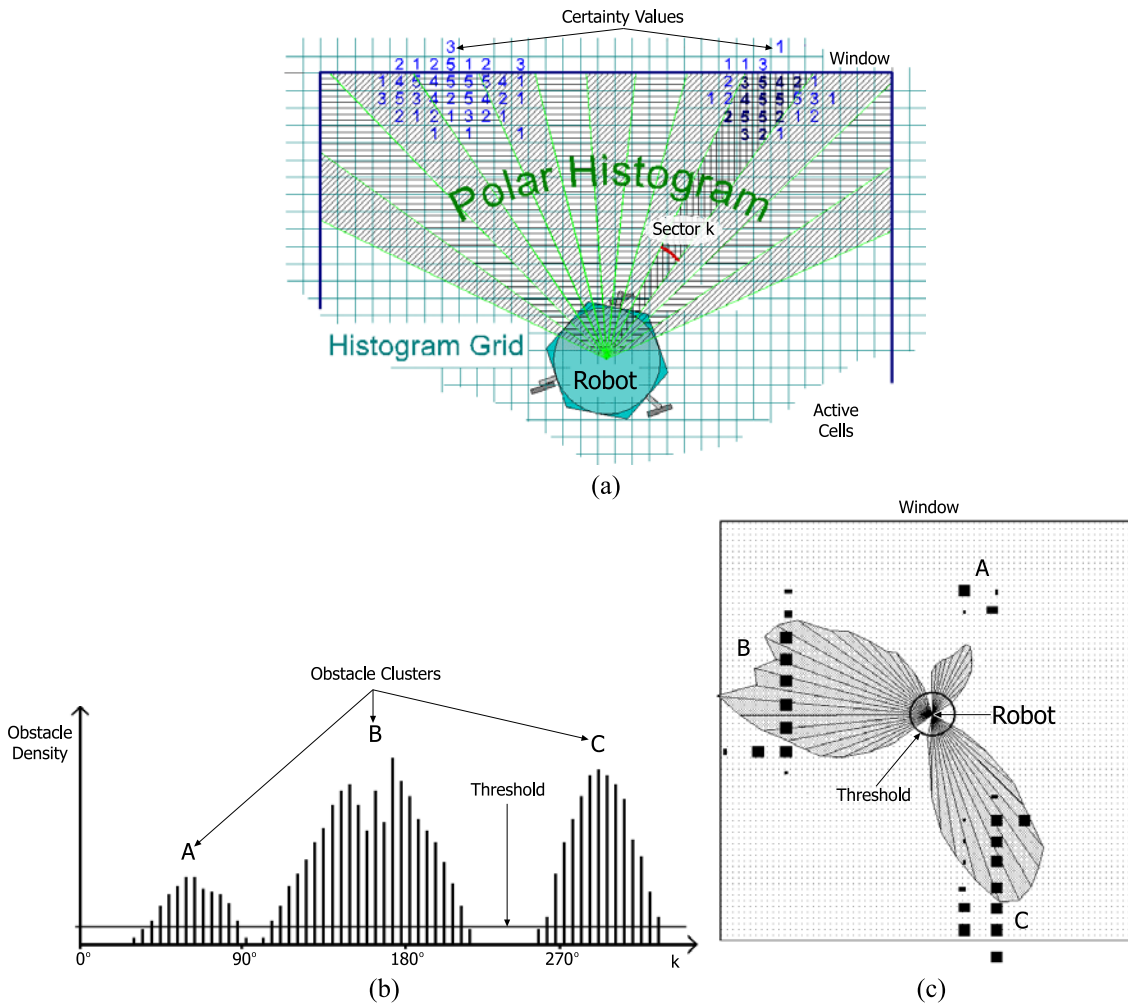 Certainty Values
3 1
2 1 2 5 1 2 3 1 1 3 Window
1 4 5 4 5 5 5 4 1 2 3 5 4 2 1
3 5 3 4 2 5 4 2 1 1 2 4 5 5 5 3 1
2 1 2 1 3 2 1 2 5 5 2 1 2
1 1 1 3 2 1
Polar Histogram
Sector k
Histogram Grid
Robot
Active
Cells
(a)
Obstacle Clusters
Obstacle
Density
A
B
C
Threshold
0°
90°
180°
270°
k
(b)
Window
A
B
Robot
Threshold
C
(c)